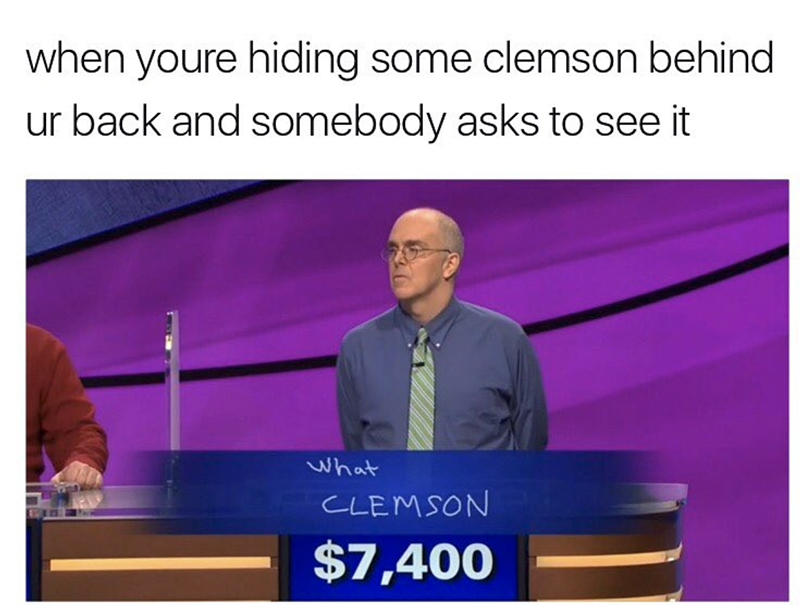 when youre hiding some clemson behind
ur back and somebody asks to see it
What
CLEMSON
$7,400